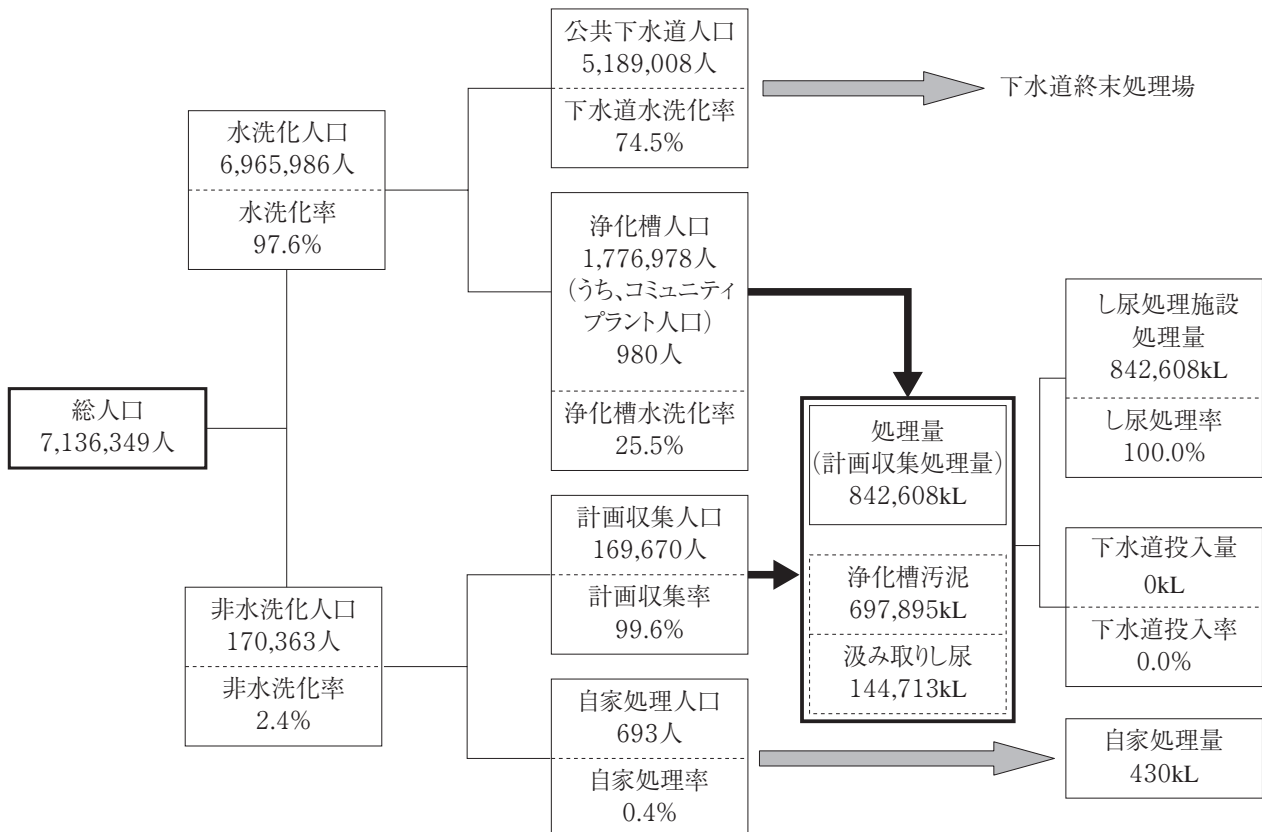 総人口
7,136,349人
水洗化人口
6,965,986人
水洗化率
97.6%
非水洗化人口
170,363人
非水洗化率
2.4%
公共下水道人口
5,189,008人
下水道水洗化率
74.5%
浄化槽人口
1,776,978人
(うち、コミュニティ
プラント人口)
980人
浄化槽水洗化率
25.5%
計画収集人口
169,670人
計画収集率
99.6%
自家処理人口
693人
自家処理率
0.4%
下水道終末処理場
処理量
(計画収集処理量)
842,608kL
浄化槽汚泥
697,895kL
汲み取りし尿
144,713kL
し尿処理施設
処理量
842,608kL
し尿処理率
100.0%
下水道投入量
0kL
下水道投入率
0.0%
自家処理量
430kL